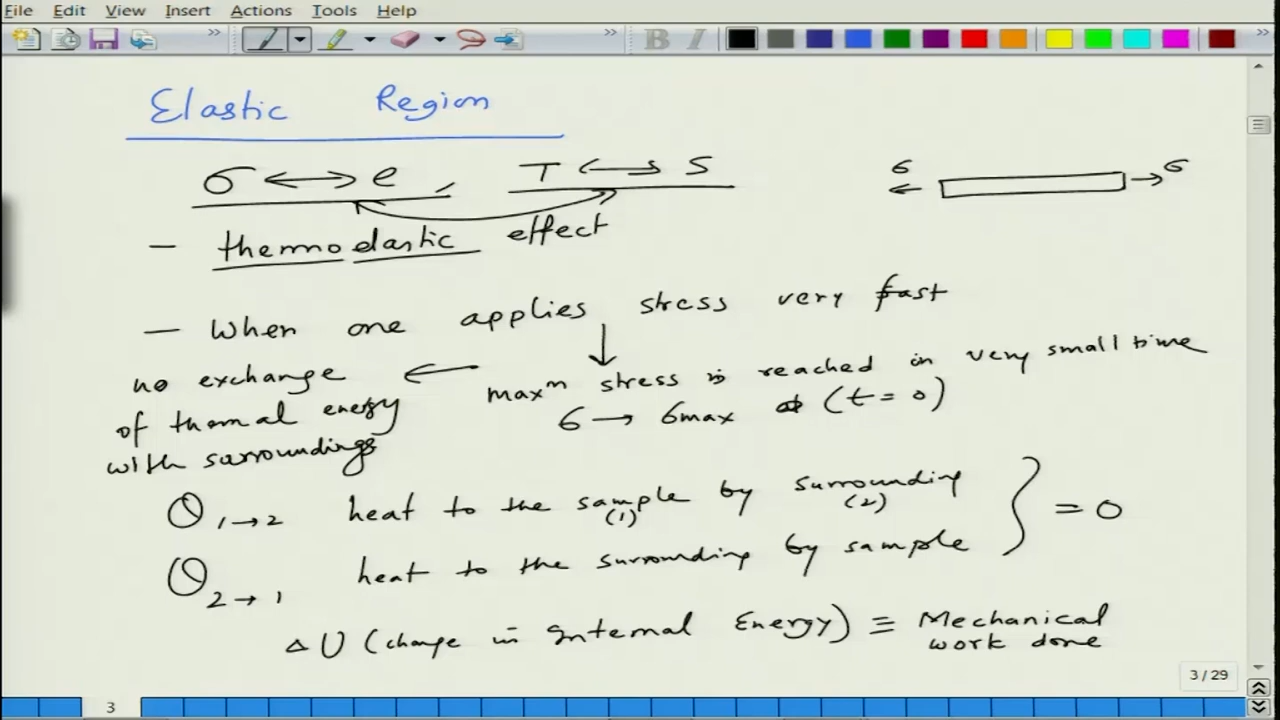 File Edit View Insert Actions Tools Help
Elastic Region
σ ↔ e, T ↔ S
σ σ
- thermoelastic effect
- When one applies stress very fast
max^m stress is reached in very small time
σ → σmax at (t = 0)
no exchange
of thermal energy
with surroundings
Q 1→2 heat to the sample by surrounding
(1) (2)
= 0
Q 2→1 heat to the surrounding by sample
ΔU (change in Internal Energy) ≡ Mechanical
work done
3 / 29
3